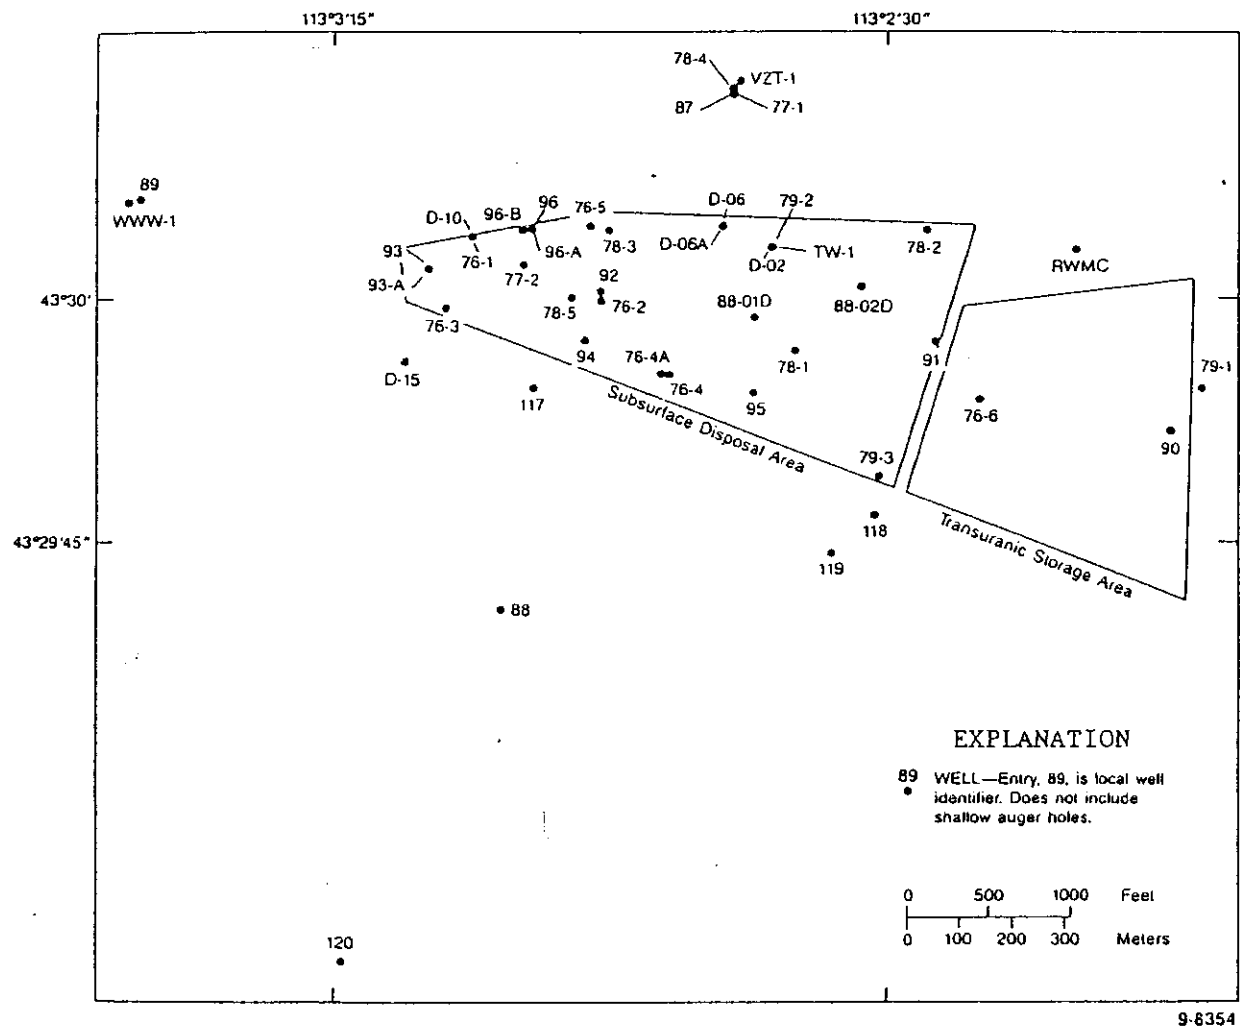 113°3'15"
113°2'30"
78-4
VZT-1
87
77-1
89
WWW-1
D-10
96-B
96
76-5
D-06
79-2
93
76-1
96-A
78-3
D-06A
D-02
TW-1
78-2
RWMC
93-A
77-2
92
43°30'
76-3
78-5
76-2
88-01D
88-02D
D-15
94
76-4A
78-1
91
79-1
117
76-4
95
76-6
Subsurface Disposal Area
90
79-3
118
43°29'45"
119
Transuranic Storage Area
88
EXPLANATION
89
WELL—Entry, 89, is local well
identifier. Does not include
shallow auger holes.
0 500 1000 Feet
0 100 200 300 Meters
120
9-8354